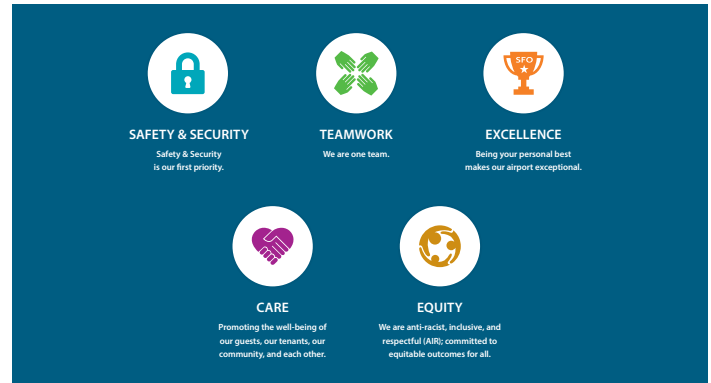 SFO
SAFETY & SECURITY
Safety & Security
is our first priority.
TEAMWORK
We are one team.
EXCELLENCE
Being your personal best
makes our airport exceptional.
CARE
Promoting the well-being of
our guests, our tenants, our
community, and each other.
EQUITY
We are anti-racist, inclusive, and
respectful (AIR); committed to
equitable outcomes for all.